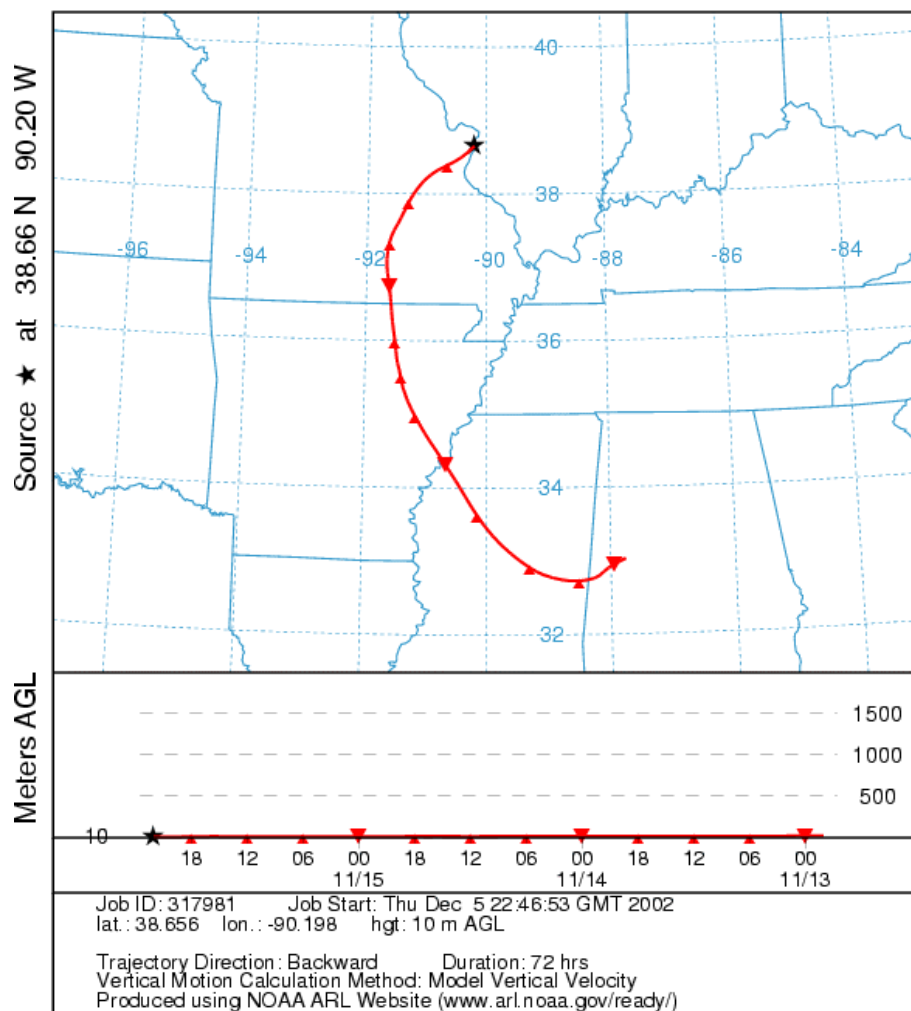 Source ★ at 38.66 N 90.20 W
40
38
-96
-94
-92
-90
-88
-86
-84
36
34
32
Meters AGL
1500
1000
500
10
18 12 06 00 18 12 06 00 18 12 06 00
11/15 11/14 11/13
Job ID: 317981 Job Start: Thu Dec 5 22:46:53 GMT 2002
lat.: 38.656 lon.: -90.198 hgt: 10 m AGL
Trajectory Direction: Backward Duration: 72 hrs
Vertical Motion Calculation Method: Model Vertical Velocity
Produced using NOAA ARL Website (www.arl.noaa.gov/ready/)